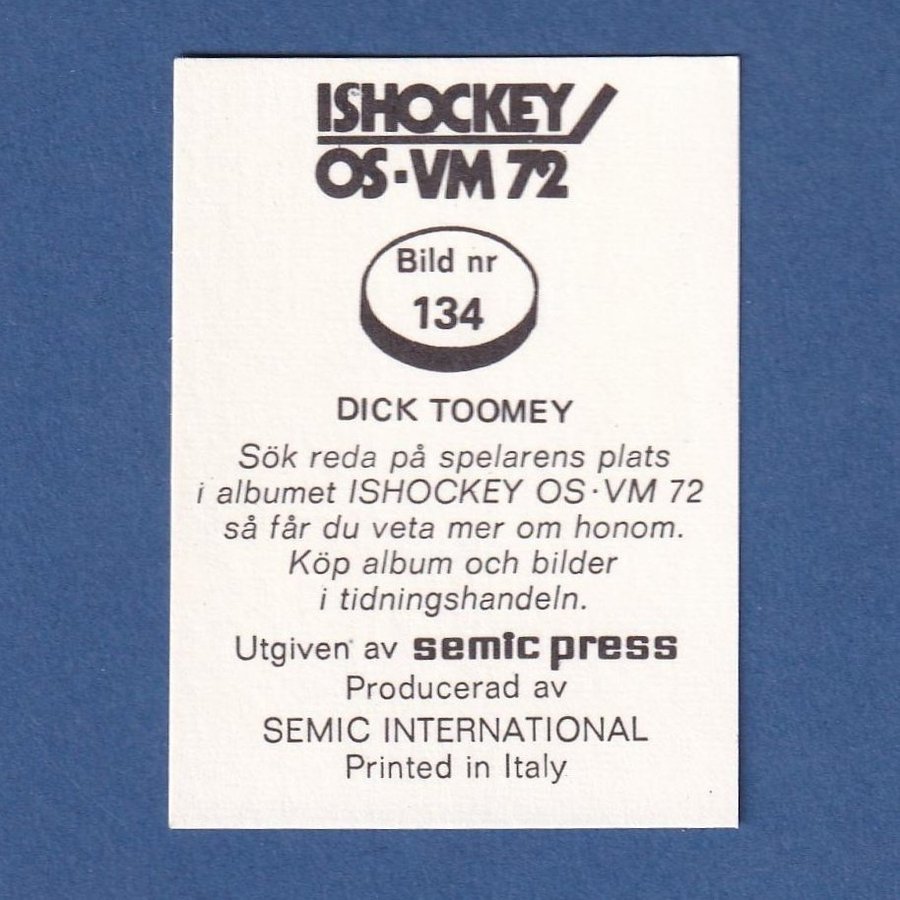 ISHOCKEY/
OS·VM 72
Bild nr
134
DICK TOOMEY
Sök reda på spelarens plats
i albumet ISHOCKEY OS·VM 72
så får du veta mer om honom.
Köp album och bilder
i tidningshandeln.
Utgiven av semic press
Producerad av
SEMIC INTERNATIONAL
Printed in Italy